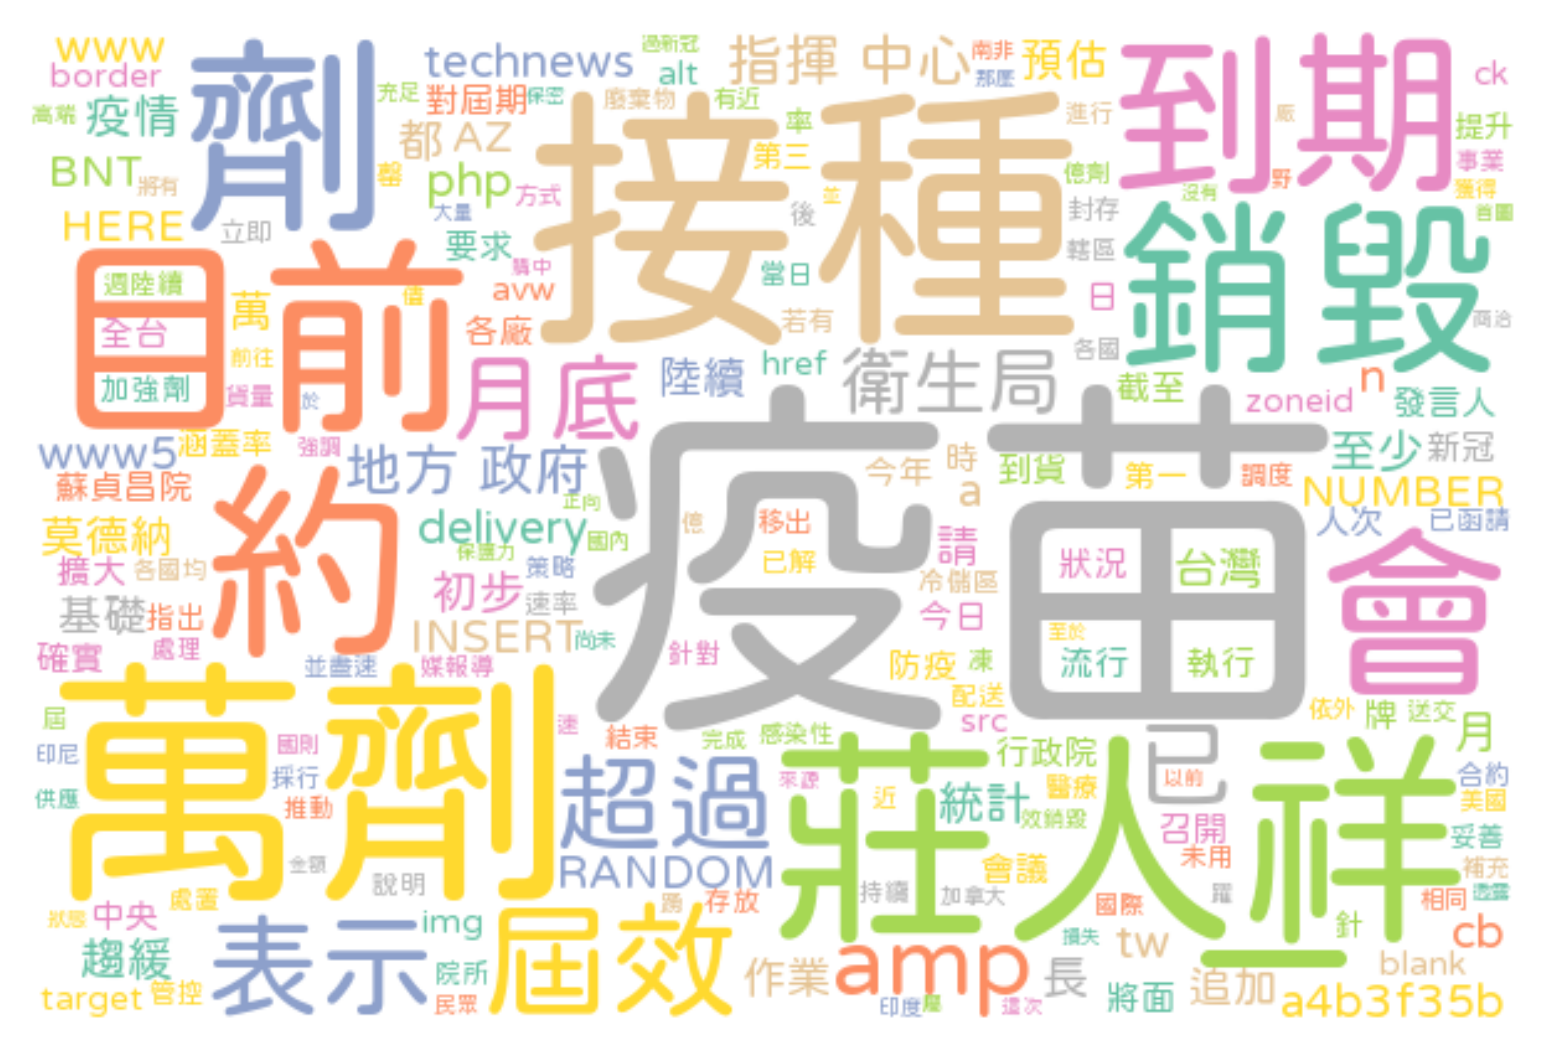 www
劑
technews
過新冠
指揮 中心
南非
預估
到期
ck
border
alt
那匪
高端
疫情
充足
對屆期
保密
廢棄物
有近
接種
進行
提升
都
AZ
率
BNT
將有
罄
php
方式
第三
億劑
事業
野
獲得
沒有
HERE
立即
大量
要求
後
並
封存
首圖
銷毀
目前
轄區
週陸續
萬
值
avw
當日
日
全台
各廠
若有
商洽
前往
月底
陸續
href
衛生局
各國
加強劑
貨量
於
截至
n
zoneid
發言人
www5
涵蓋率
強調
地方 政府
疫苗
今年
時
到貨
第一
調度
至少
新冠
蘇貞昌院
約
正向
a
NUMBER
莫德納
delivery
國內
億
移出
請
人次
已函請
保護力
擴大
各國均
策略
已解
狀況
台灣
會
初步
速率
冷儲區
基礎
指出
INSERT
尚未
今日
至於
確實
處理
針對
防疫
凍
流行
執行
並盡速
媒報導
配送
萬劑
屆
速
結束
完成
感染性
src
依外
牌
送交
月
印尼
國則
超過
莊人祥
行政院
已
採行
來源
醫療
以前
合約
供應
推動
近
統計
效銷毀
美國
召開
妥善
金額
RANDOM
會議
未用
補充
說明
持續
加拿大
躍
處置
踴
存放
國際
相同
狀態
中央
表示
img
屆效
針
損失
tw
cb
趨緩
院所
作業
amp
長
blank
target
管控
民眾
印度
這次
將面
追加
a4b3f35b